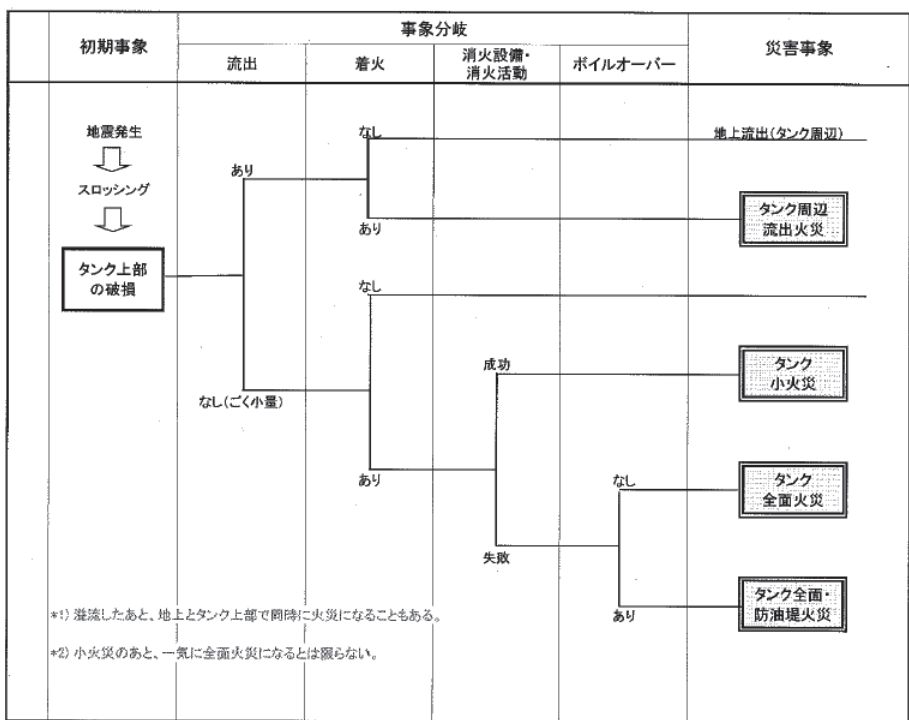 初期事象
事象分岐
災害事象
流出
着火
消火設備・
消火活動
ボイルオーバー
地震発生
スロッシング
タンク上部
の破損
あり
なし(ごく小量)
なし
あり
なし
あり
成功
失敗
なし
あり
地上流出(タンク周辺)
タンク周辺
流出火災
タンク
小火災
タンク
全面火災
タンク全面・
防油堤火災
*1) 溢流したあと、地上とタンク上部で同時に火災になることもある。
*2) 小火災のあと、一気に全面火災になるとは限らない。